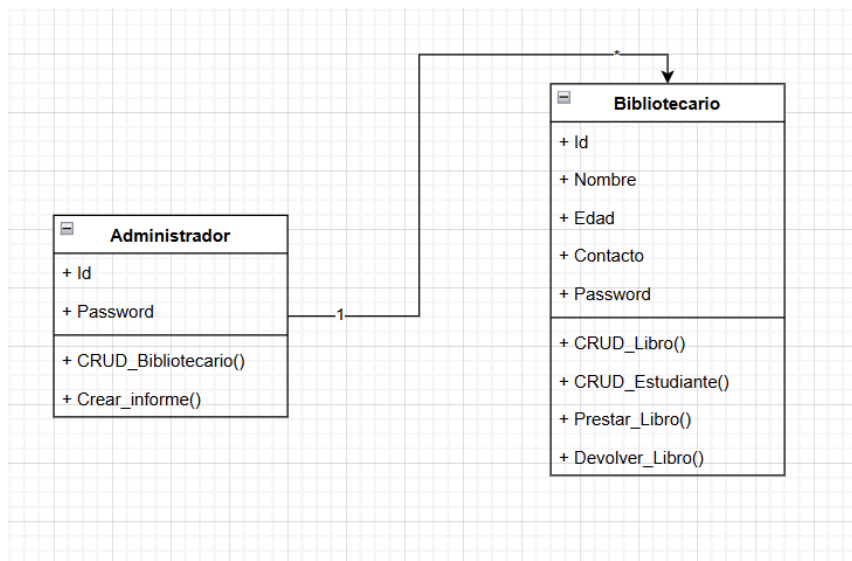 Administrador
+ Id
+ Password
+ CRUD_Bibliotecario()
+ Crear_informe()
1
*
Bibliotecario
+ Id
+ Nombre
+ Edad
+ Contacto
+ Password
+ CRUD_Libro()
+ CRUD_Estudiante()
+ Prestar_Libro()
+ Devolver_Libro()